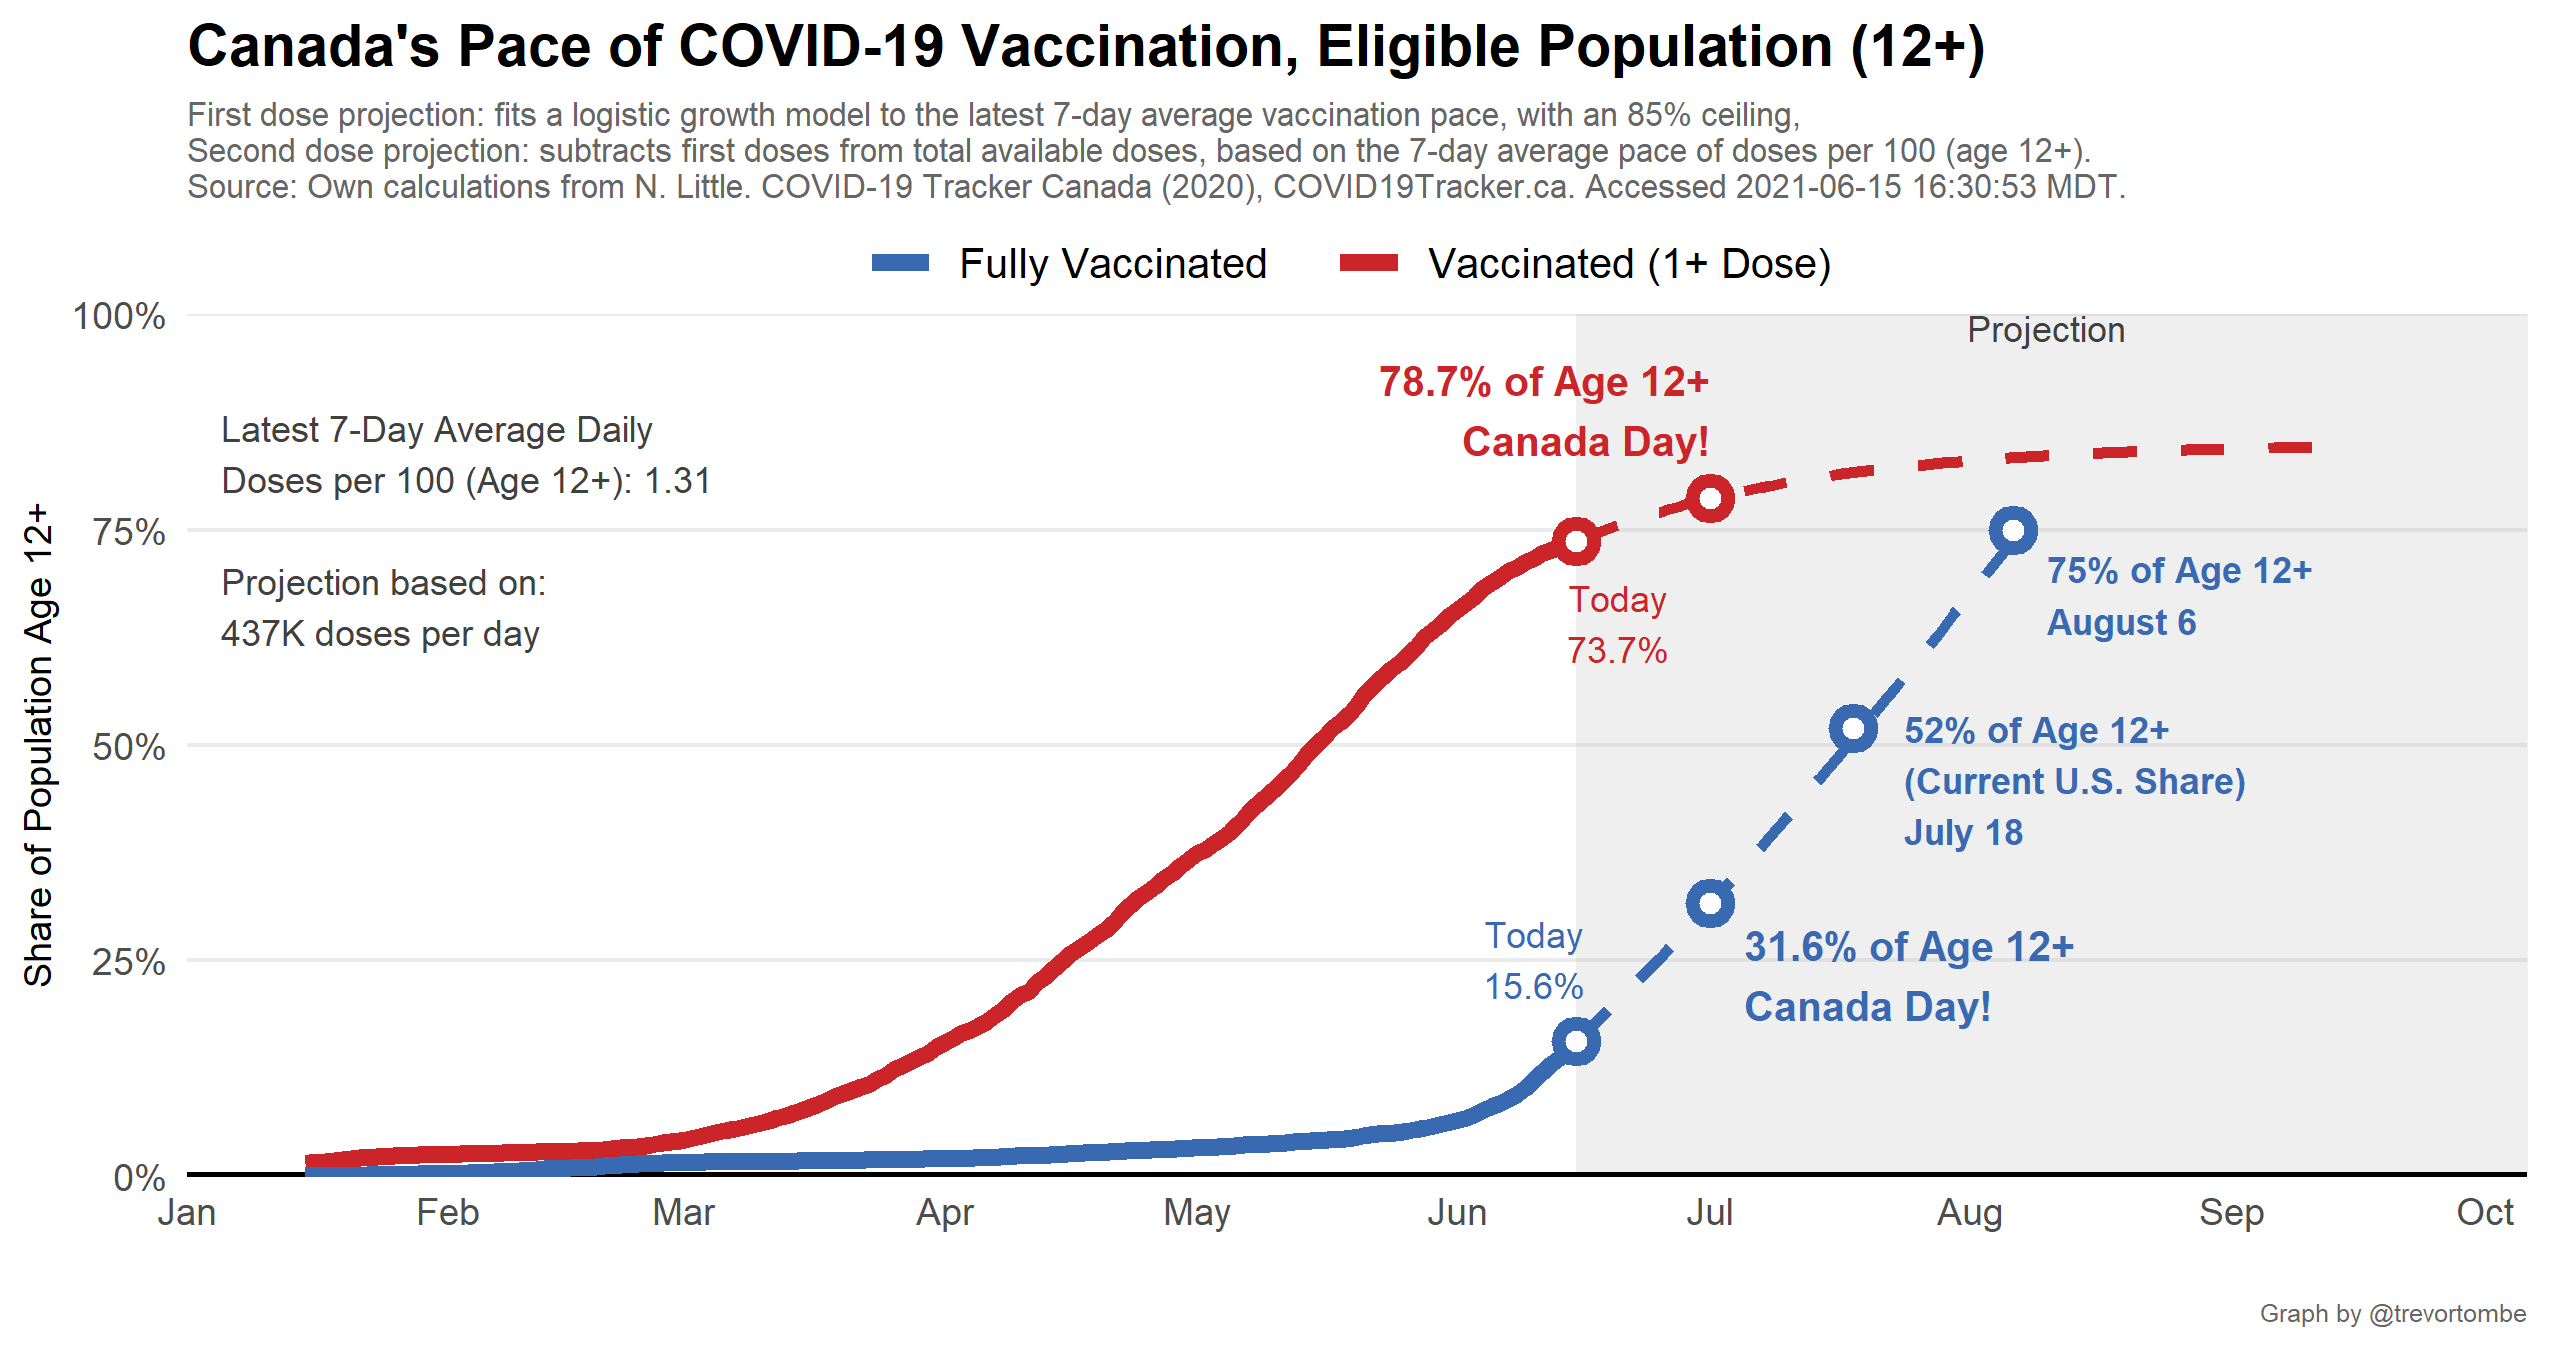 Canada's Pace of COVID-19 Vaccination, Eligible Population (12+)
First dose projection: fits a logistic growth model to the latest 7-day average vaccination pace, with an 85% ceiling,
Second dose projection: subtracts first doses from total available doses, based on the 7-day average pace of doses per 100 (age 12+).
Source: Own calculations from N. Little. COVID-19 Tracker Canada (2020), COVID19Tracker.ca. Accessed 2021-06-15 16:30:53 MDT.
Fully Vaccinated
Vaccinated (1+ Dose)
Share of Population Age 12+
100%
75%
50%
25%
0%
Projection
78.7% of Age 12+
Canada Day!
Latest 7-Day Average Daily
Doses per 100 (Age 12+): 1.31
Projection based on:
437K doses per day
Today
73.7%
75% of Age 12+
August 6
52% of Age 12+
(Current U.S. Share)
July 18
Today
15.6%
31.6% of Age 12+
Canada Day!
Jan
Feb
Mar
Apr
May
Jun
Jul
Aug
Sep
Oct
Graph by @trevortombe